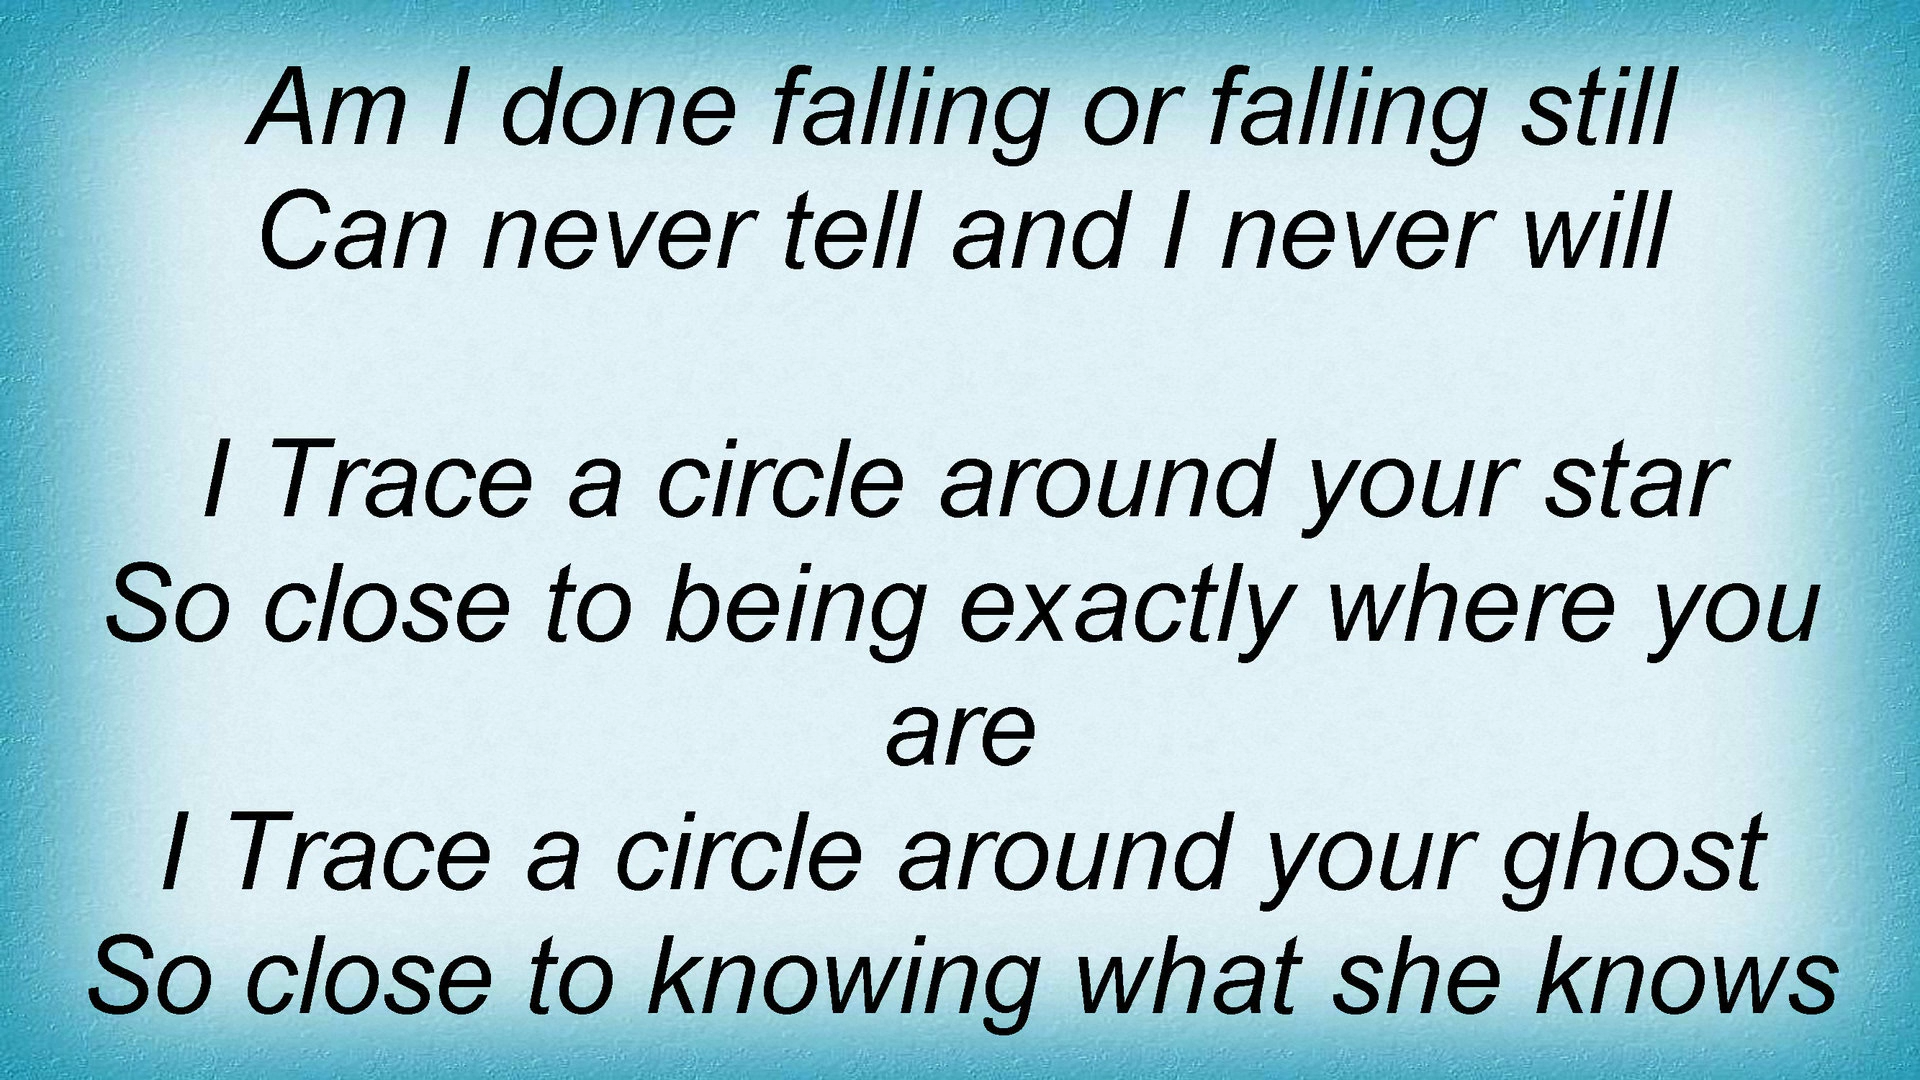 Am I done falling or falling still
Can never tell and I never will
I Trace a circle around your star
So close to being exactly where you
are
I Trace a circle around your ghost
So close to knowing what she knows